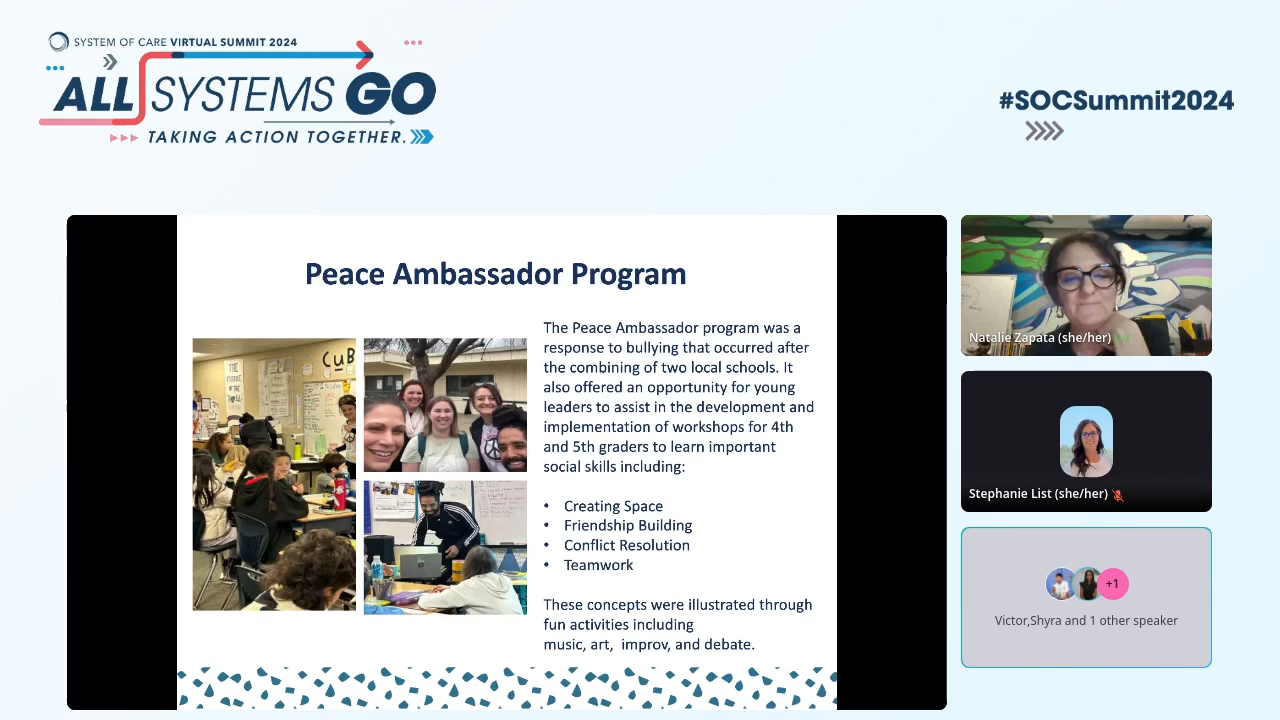 SYSTEM OF CARE VIRTUAL SUMMIT 2024
ALL SYSTEMS GO
TAKING ACTION TOGETHER.
#SOCSummit2024
Peace Ambassador Program
CuB
The Peace Ambassador program was a
response to bullying that occurred after
the combining of two local schools. It
also offered an opportunity for young
leaders to assist in the development and
implementation of workshops for 4th
and 5th graders to learn important
social skills including:
• Creating Space
• Friendship Building
• Conflict Resolution
• Teamwork
These concepts were illustrated through
fun activities including
music, art,  improv, and debate.
Natalie Zapata (she/her)
Stephanie List (she/her)
+1
Victor,Shyra and 1 other speaker